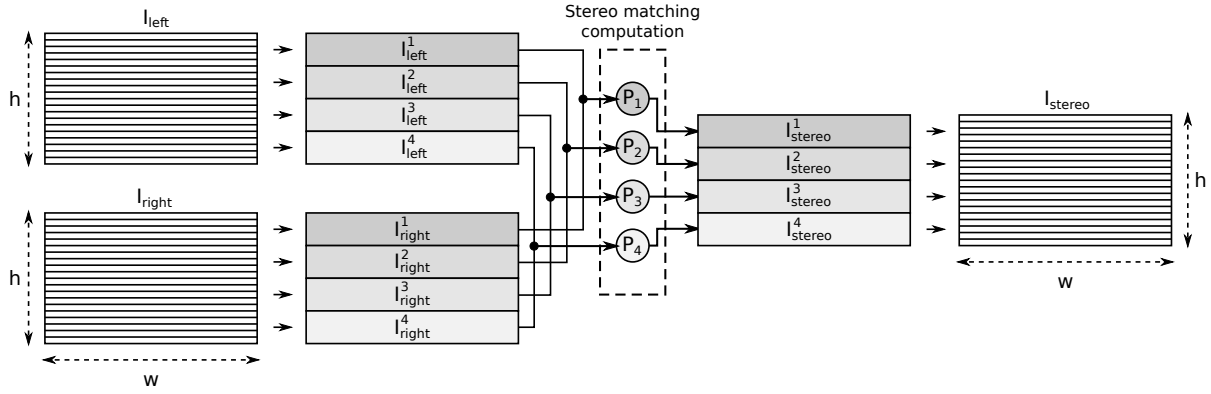 Stereo matching
computation
I_left
h
I_left^1
I_left^2
I_left^3
I_left^4
I_right
h
w
I_right^1
I_right^2
I_right^3
I_right^4
P_1
P_2
P_3
P_4
I_stereo^1
I_stereo^2
I_stereo^3
I_stereo^4
I_stereo
h
w